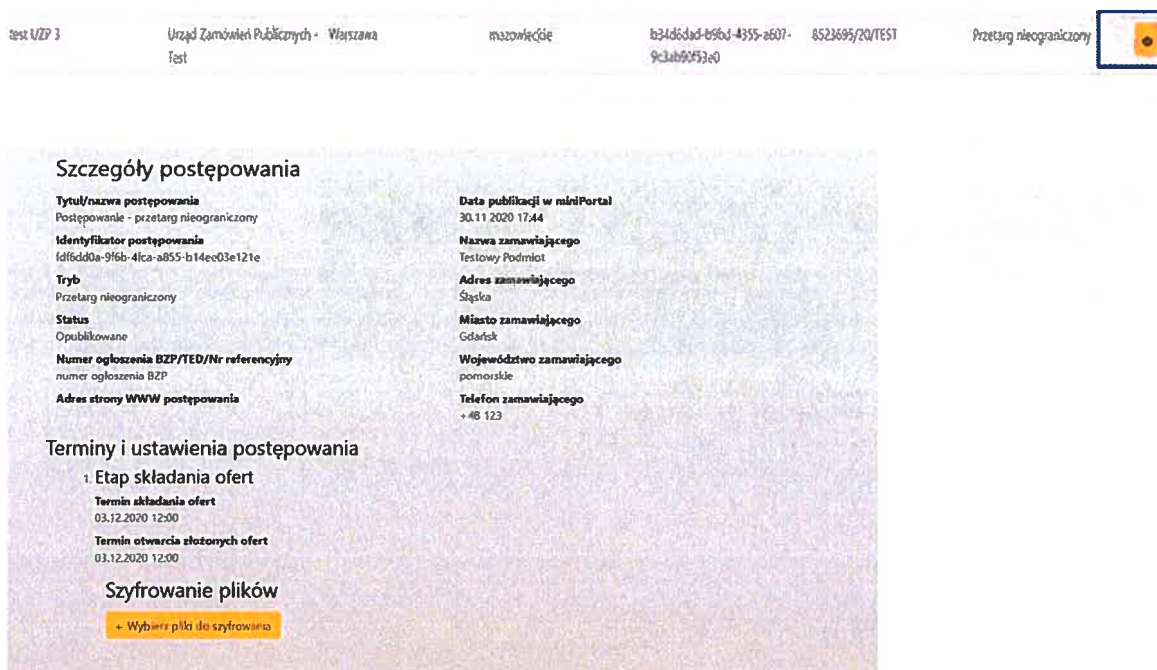 test UZP 3
Urząd Zamówień Publicznych - Test
Warszawa
mazowieckie
8523695/20/TEST
Przetarg nieograniczony
Szczegóły postępowania
Tytuł/nazwa postępowania
Postępowanie - przetarg nieograniczony
Identyfikator postępowania
fdf6dd0a-9f6b-4fca-a855-b14ee03e121e
Tryb
Przetarg nieograniczony
Status
Opublikowane
Numer ogłoszenia BZP/TED/Nr referencyjny
numer ogłoszenia BZP
Adres strony WWW postępowania
Data publikacji w miniPortal
30.11.2020 17:44
Nazwa zamawiającego
Testowy Podmiot
Adres zamawiającego
Śląska
Miasto zamawiającego
Gdańsk
Województwo zamawiającego
pomorskie
Telefon zamawiającego
+48 123
Terminy i ustawienia postępowania
1. Etap składania ofert
Termin składania ofert
03.12.2020 12:00
Termin otwarcia złożonych ofert
03.12.2020 12:00
Szyfrowanie plików
+ Wybierz pliki do szyfrowania